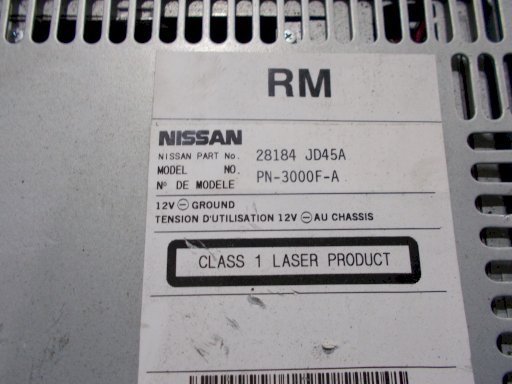 RM
NISSAN
NISSAN PART No. 28184 JD45A
MODEL NO. PN-3000F-A
Nº DE MODELE
12V ⊖ GROUND
TENSION D'UTILISATION 12V ⊖ AU CHASSIS
CLASS 1 LASER PRODUCT